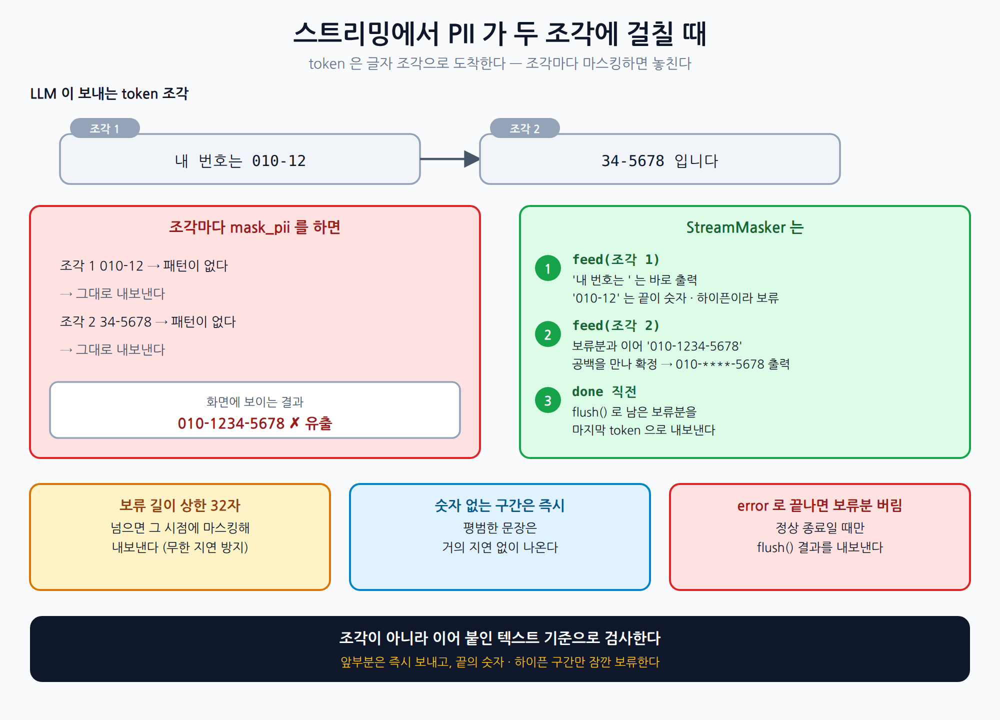 스트리밍에서 PII 가 두 조각에 걸칠 때
token 은 글자 조각으로 도착한다 — 조각마다 마스킹하면 놓친다
LLM 이 보내는 token 조각
조각 1
내 번호는 010-12
조각 2
34-5678 입니다
조각마다 mask_pii 를 하면
조각 1 010-12 → 패턴이 없다
→ 그대로 내보낸다
조각 2 34-5678 → 패턴이 없다
→ 그대로 내보낸다
화면에 보이는 결과
010-1234-5678 ✗ 유출
StreamMasker 는
1
feed(조각 1)
'내 번호는 ' 는 바로 출력
'010-12' 는 끝이 숫자 · 하이픈이라 보류
2
feed(조각 2)
보류분과 이어 '010-1234-5678'
공백을 만나 확정 → 010-****-5678 출력
3
done 직전
flush() 로 남은 보류분을
마지막 token 으로 내보낸다
보류 길이 상한 32자
넘으면 그 시점에 마스킹해
내보낸다 (무한 지연 방지)
숫자 없는 구간은 즉시
평범한 문장은
거의 지연 없이 나온다
error 로 끝나면 보류분 버림
정상 종료일 때만
flush() 결과를 내보낸다
조각이 아니라 이어 붙인 텍스트 기준으로 검사한다
앞부분은 즉시 보내고, 끝의 숫자 · 하이픈 구간만 잠깐 보류한다